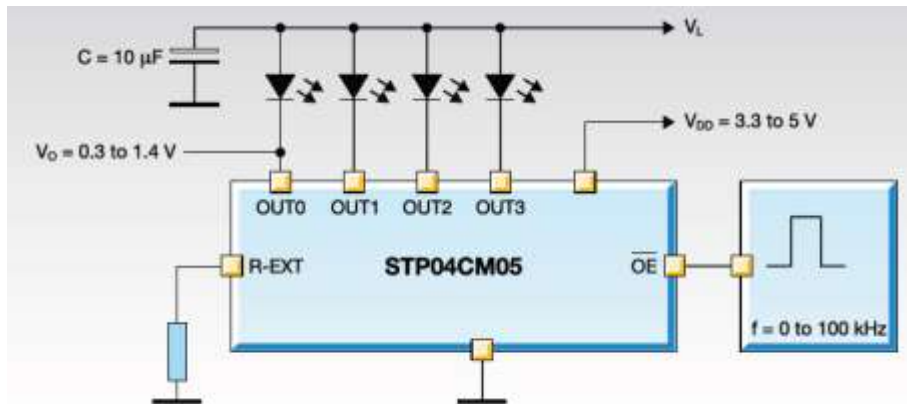 V_L
C = 10 µF
V_DD = 3.3 to 5 V
V_O = 0.3 to 1.4 V
OUT0 OUT1 OUT2 OUT3
R-EXT STP04CM05 O̅E̅
f = 0 to 100 kHz